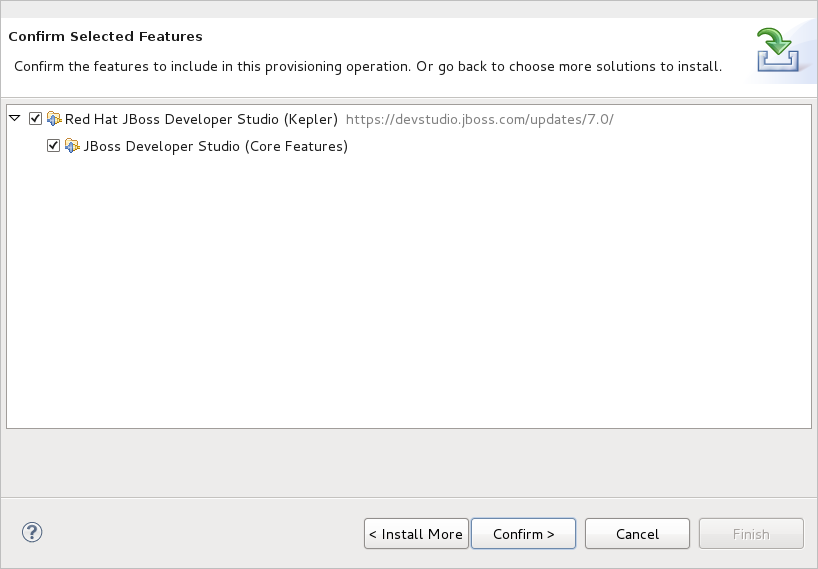 Confirm Selected Features
Confirm the features to include in this provisioning operation. Or go back to choose more solutions to install.
Red Hat JBoss Developer Studio (Kepler) https://devstudio.jboss.com/updates/7.0/
JBoss Developer Studio (Core Features)
? < Install More Confirm > Cancel Finish